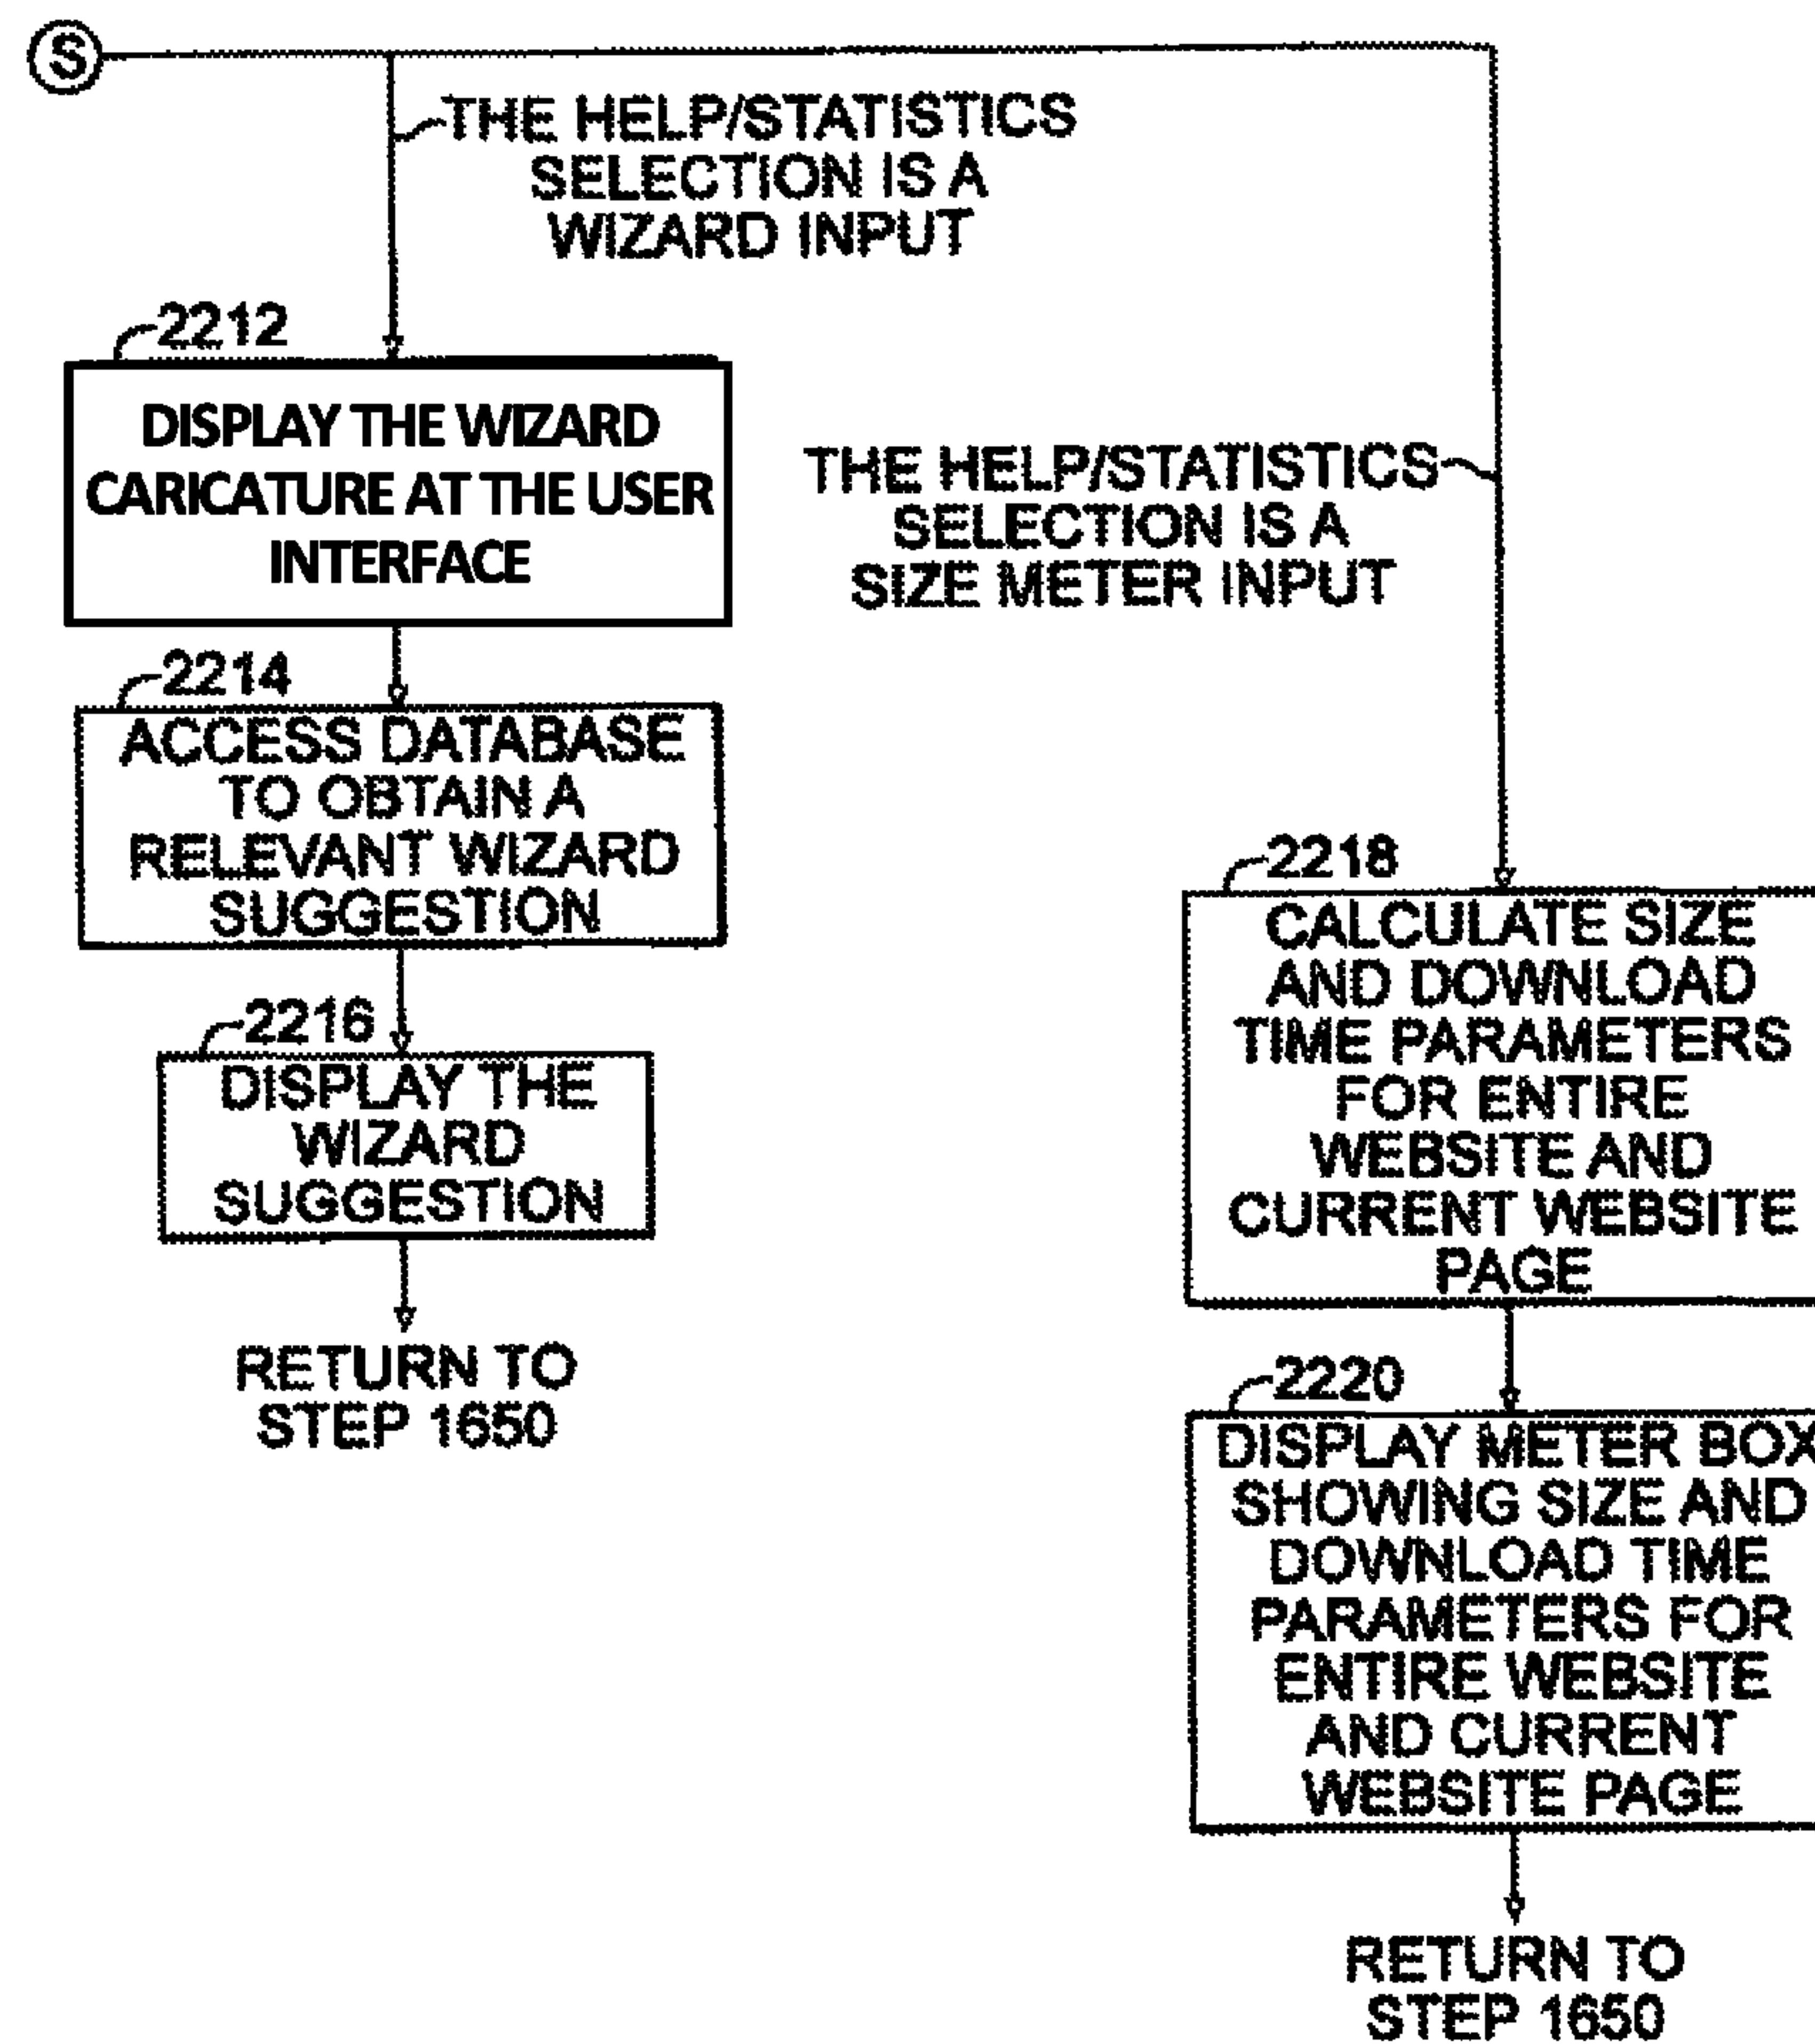 S
THE HELP/STATISTICS
SELECTION IS A
WIZARD INPUT
2212
DISPLAY THE WIZARD
CARICATURE AT THE USER
INTERFACE
2214
ACCESS DATABASE
TO OBTAIN A
RELEVANT WIZARD
SUGGESTION
2216
DISPLAY THE
WIZARD
SUGGESTION
RETURN TO
STEP 1650
THE HELP/STATISTICS
SELECTION IS A
SIZE METER INPUT
2218
CALCULATE SIZE
AND DOWNLOAD
TIME PARAMETERS
FOR ENTIRE
WEBSITE AND
CURRENT WEBSITE
PAGE
2220
DISPLAY METER BOX
SHOWING SIZE AND
DOWNLOAD TIME
PARAMETERS FOR
ENTIRE WEBSITE
AND CURRENT
WEBSITE PAGE
RETURN TO
STEP 1650